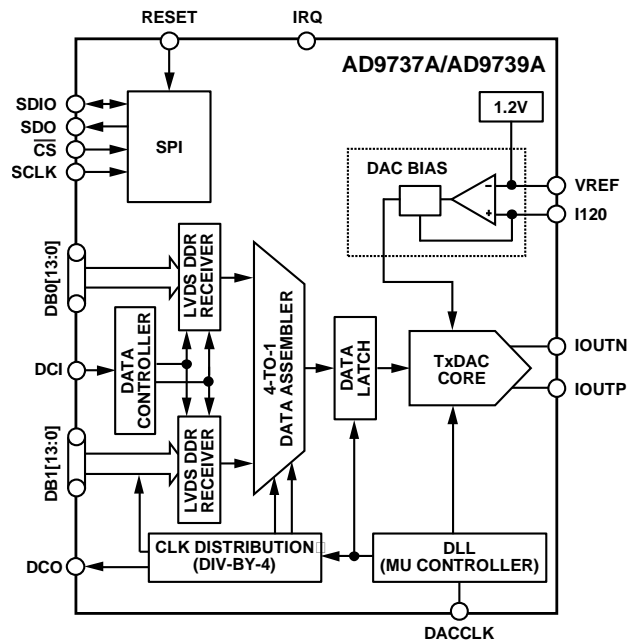 RESET
IRQ
AD9737A/AD9739A
1.2V
SDIO
SDO
CS
SCLK
SPI
DAC BIAS
VREF
I120
DB0[13:0]
LVDS DDR
RECEIVER
DCI
DATA
CONTROLLER
4-TO-1
DATA ASSEMBLER
DATA
LATCH
TxDAC
CORE
IOUTN
IOUTP
DB1[13:0]
LVDS DDR
RECEIVER
DCO
CLK DISTRIBUTION
(DIV-BY-4)
DLL
(MU CONTROLLER)
DACCLK